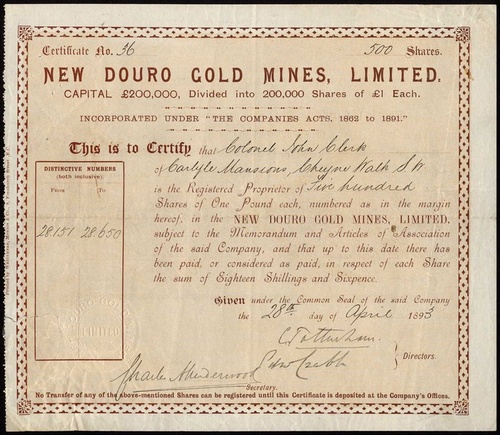 Certificate No. 36 500 Shares.
NEW DOURO GOLD MINES, LIMITED.
CAPITAL £200,000, Divided into 200,000 Shares of £1 Each.
INCORPORATED UNDER "THE COMPANIES ACTS, 1862 to 1891."
This is to Certify that Colonel John Clerk
of Carlyle Mansions, Cheyne Walk S W
is the Registered Proprietor of Five hundred
Shares of One Pound each, numbered as in the margin
hereof, in the NEW DOURO GOLD MINES, LIMITED,
subject to the Memorandum and Articles of Association
of the said Company, and that up to this date there has
been paid, or considered as paid, in respect of each Share
the sum of Eighteen Shillings and Sixpence.
DISTINCTIVE NUMBERS
(both inclusive)
From To
28151 28650
Given under the Common Seal of the said Company
the 28th day of April 1893
C Tottenham
Directors.
Charles Underwood
Secretary.
No Transfer of any of the above-mentioned Shares can be registered until this Certificate is deposited at the Company's Offices.
DOURO GOLD
LIMITED